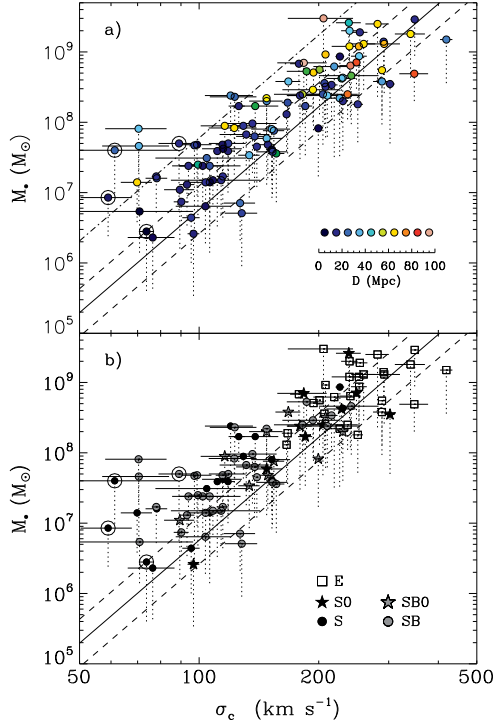 a)
10⁹
10⁸
10⁷
10⁶
10⁵
M• (M⊙)
0 20 40 60 80 100
D (Mpc)
b)
10⁹
10⁸
10⁷
10⁶
10⁵
M• (M⊙)
E
S0 SB0
S SB
50 100 200 500
σc (km s⁻¹)